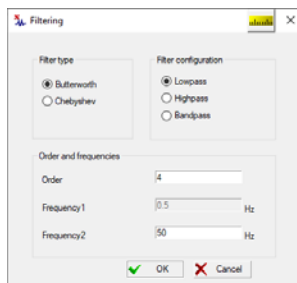 Filtering
Filter type
Butterworth
Chebyshev
Filter configuration
Lowpass
Highpass
Bandpass
Order and frequencies
Order 4
Frequency1 0.5 Hz
Frequency2 50 Hz
OK Cancel